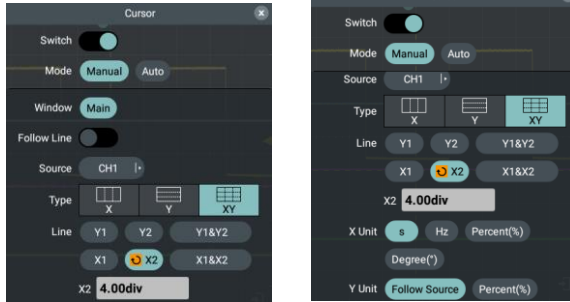 Cursor
Switch
Mode Manual Auto
Window Main
Follow Line
Source CH1
Type X Y XY
Line Y1 Y2 Y1&Y2
X1 X2 X1&X2
X2 4.00div
Switch
Mode Manual Auto
Source CH1
Type X Y XY
Line Y1 Y2 Y1&Y2
X1 X2 X1&X2
X2 4.00div
X Unit s Hz Percent(%)
Degree(°)
Y Unit Follow Source Percent(%)